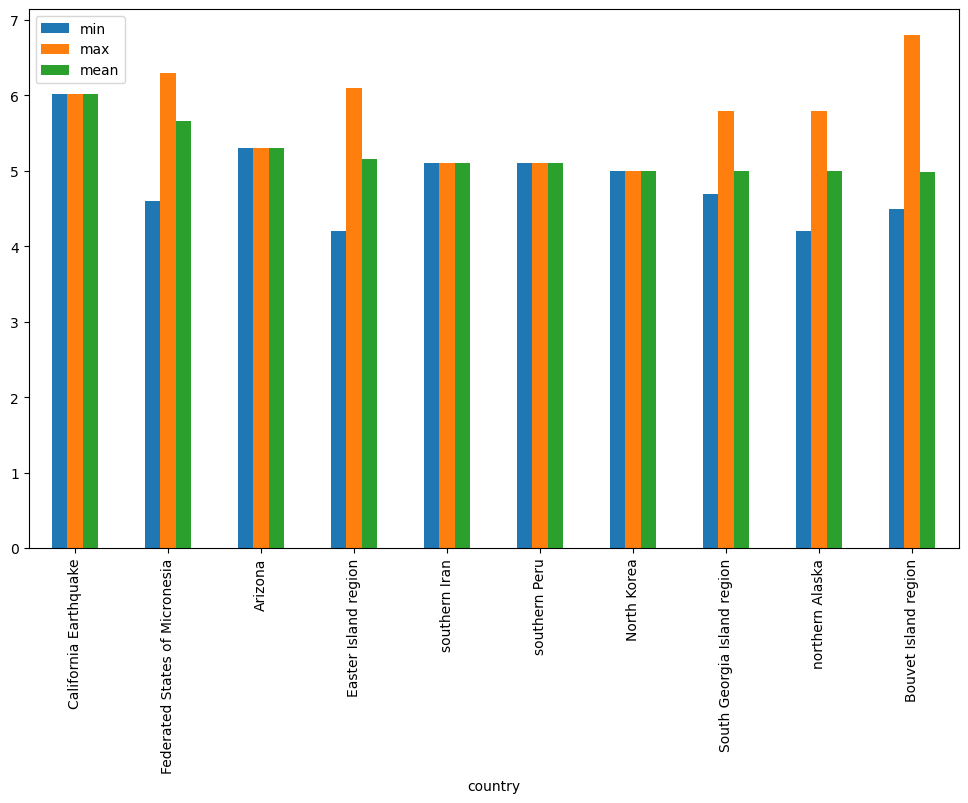 min
max
mean
7
6
5
4
3
2
1
0
California Earthquake
Federated States of Micronesia
Arizona
Easter Island region
southern Iran
southern Peru
North Korea
South Georgia Island region
northern Alaska
Bouvet Island region
country